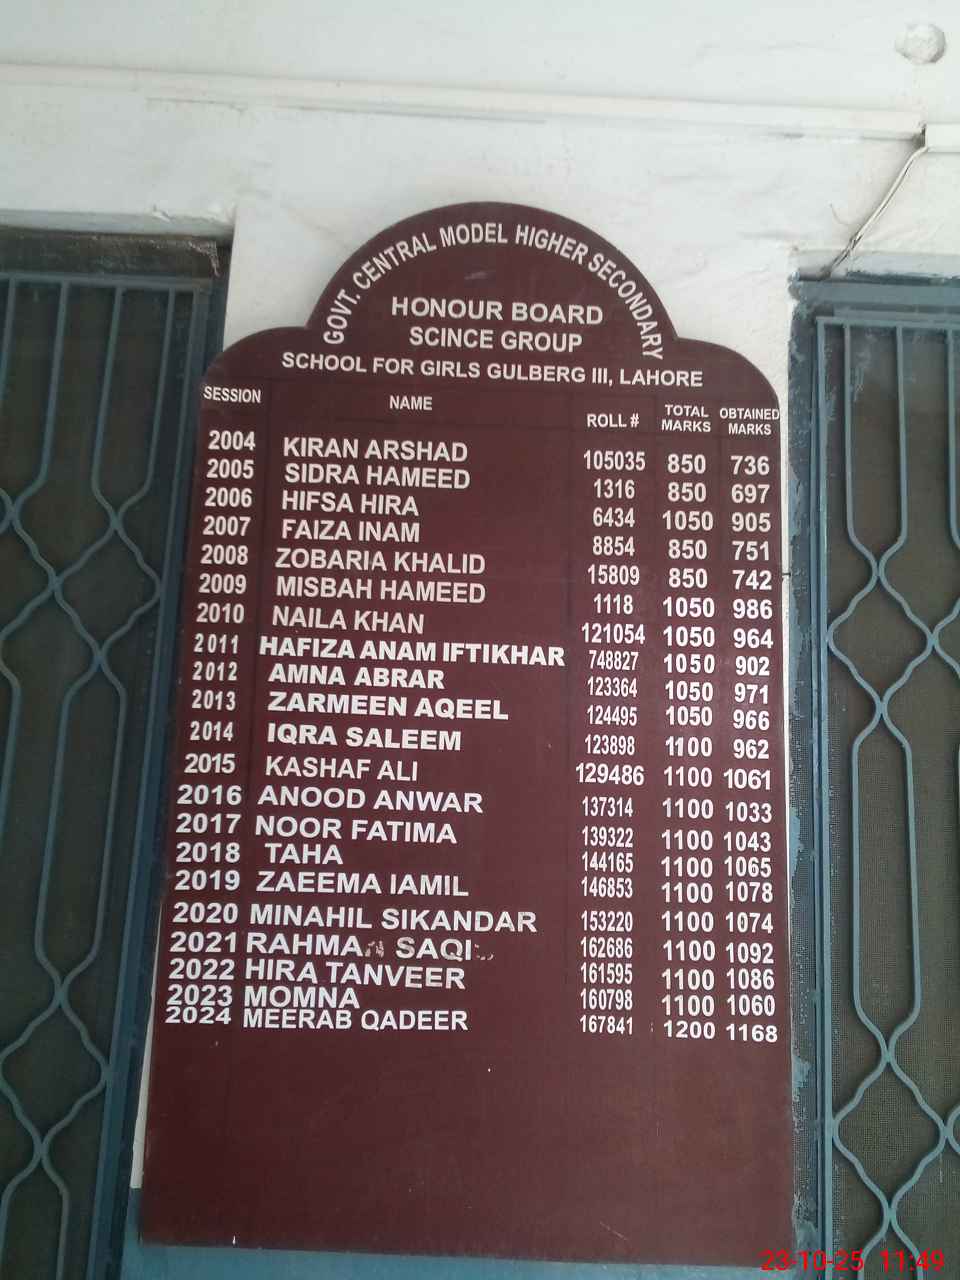 GOVT. CENTRAL MODEL HIGHER SECONDARY
HONOUR BOARD
SCINCE GROUP
SCHOOL FOR GIRLS GULBERG III, LAHORE
SESSION NAME ROLL # TOTAL MARKS OBTAINED MARKS
2004 KIRAN ARSHAD 105035 850 736
2005 SIDRA HAMEED 1316 850 697
2006 HIFSA HIRA 6434 1050 905
2007 FAIZA INAM 8854 850 751
2008 ZOBARIA KHALID 15809 850 742
2009 MISBAH HAMEED 1118 1050 986
2010 NAILA KHAN 121054 1050 964
2011 HAFIZA ANAM IFTIKHAR 748827 1050 902
2012 AMNA ABRAR 123364 1050 971
2013 ZARMEEN AQEEL 124495 1050 966
2014 IQRA SALEEM 123898 1100 962
2015 KASHAF ALI 129486 1100 1061
2016 ANOOD ANWAR 137314 1100 1033
2017 NOOR FATIMA 139322 1100 1043
2018 TAHA 144165 1100 1065
2019 ZAEEMA IAMIL 146853 1100 1078
2020 MINAHIL SIKANDAR 153220 1100 1074
2021 RAHMAN 162686 1100 1092
2022 HIRA TANVEER 161595 1100 1086
2023 MOMNA 160798 1100 1060
2024 MEERAB QADEER 167841 1200 1168
23-10-25 11:49